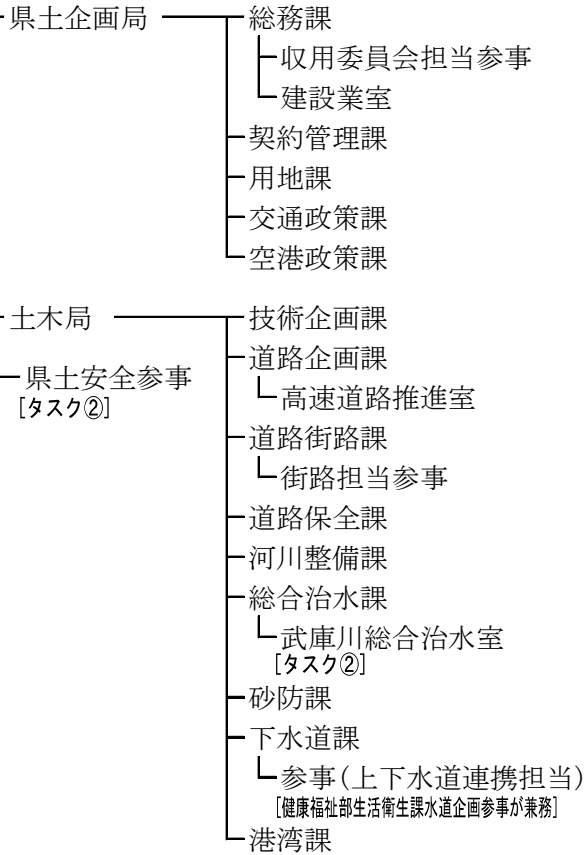 県土企画局
総務課
収用委員会担当参事
建設業室
契約管理課
用地課
交通政策課
空港政策課
土木局
技術企画課
道路企画課
県土安全参事
[タスク②]
高速道路推進室
道路街路課
街路担当参事
道路保全課
河川整備課
総合治水課
武庫川総合治水室
[タスク②]
砂防課
下水道課
参事(上下水道連携担当)
[健康福祉部生活衛生課水道企画参事が兼務]
港湾課